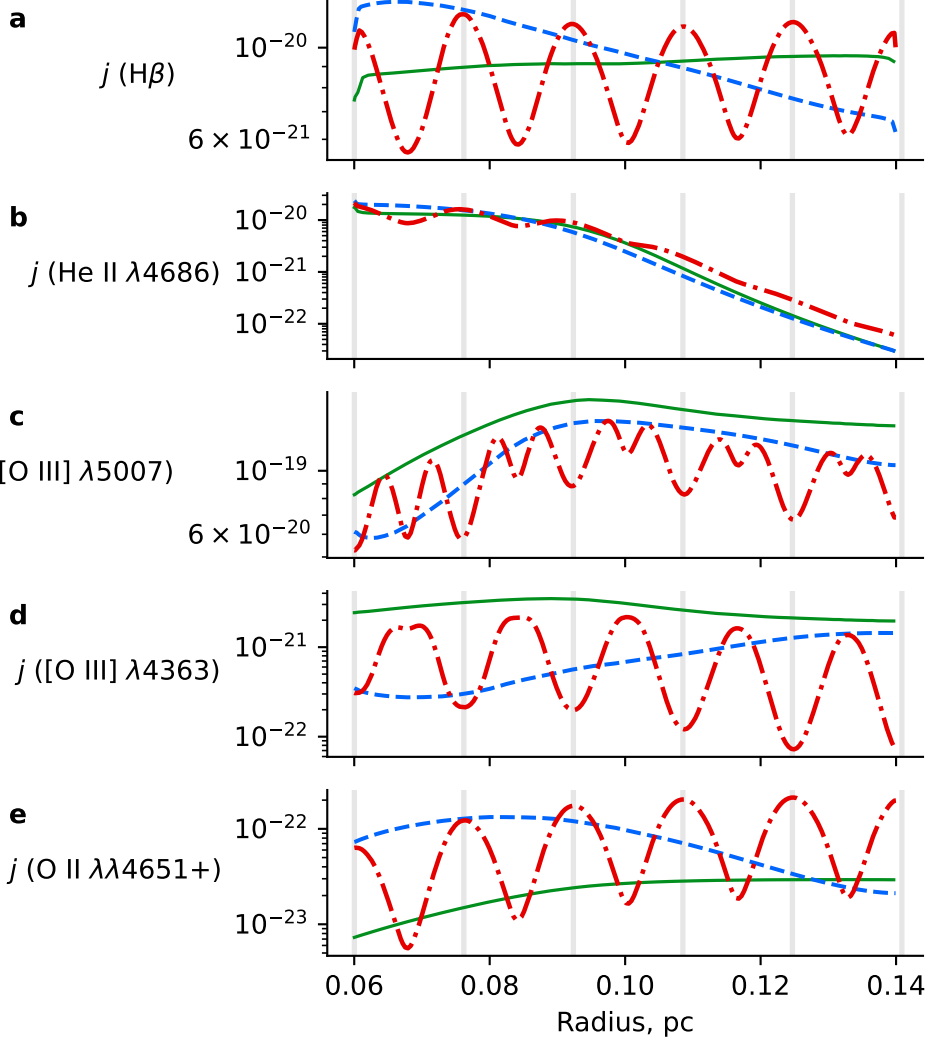 a
j (Hβ)
10⁻²⁰
6 × 10⁻²¹
b
j (He II λ4686)
10⁻²⁰
10⁻²¹
10⁻²²
c
[O III] λ5007)
10⁻¹⁹
6 × 10⁻²⁰
d
j ([O III] λ4363)
10⁻²¹
10⁻²²
e
j (O II λλ4651+)
10⁻²²
10⁻²³
0.06 0.08 0.10 0.12 0.14
Radius, pc